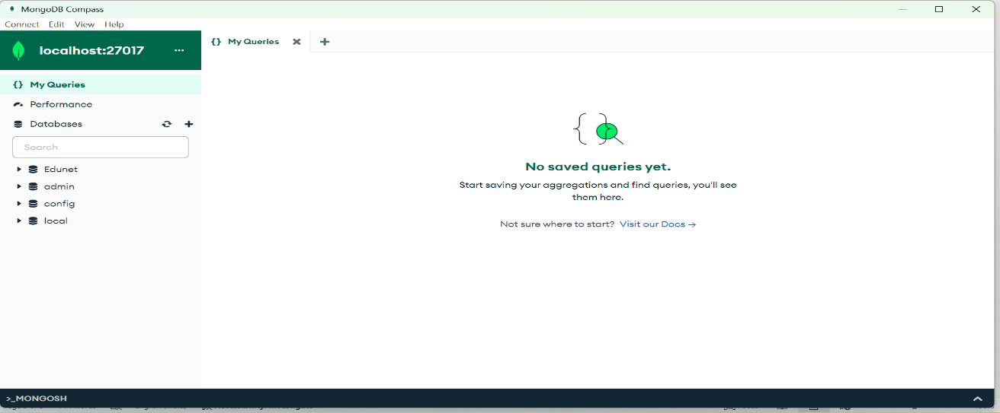 MongoDB Compass
Connect Edit View Help
localhost:27017 ...
{} My Queries
{} My Queries
Performance
Databases
Search
Edunet
admin
config
local
No saved queries yet.
Start saving your aggregations and find queries, you'll see
them here.
Not sure where to start? Visit our Docs →
>_MONGOSH